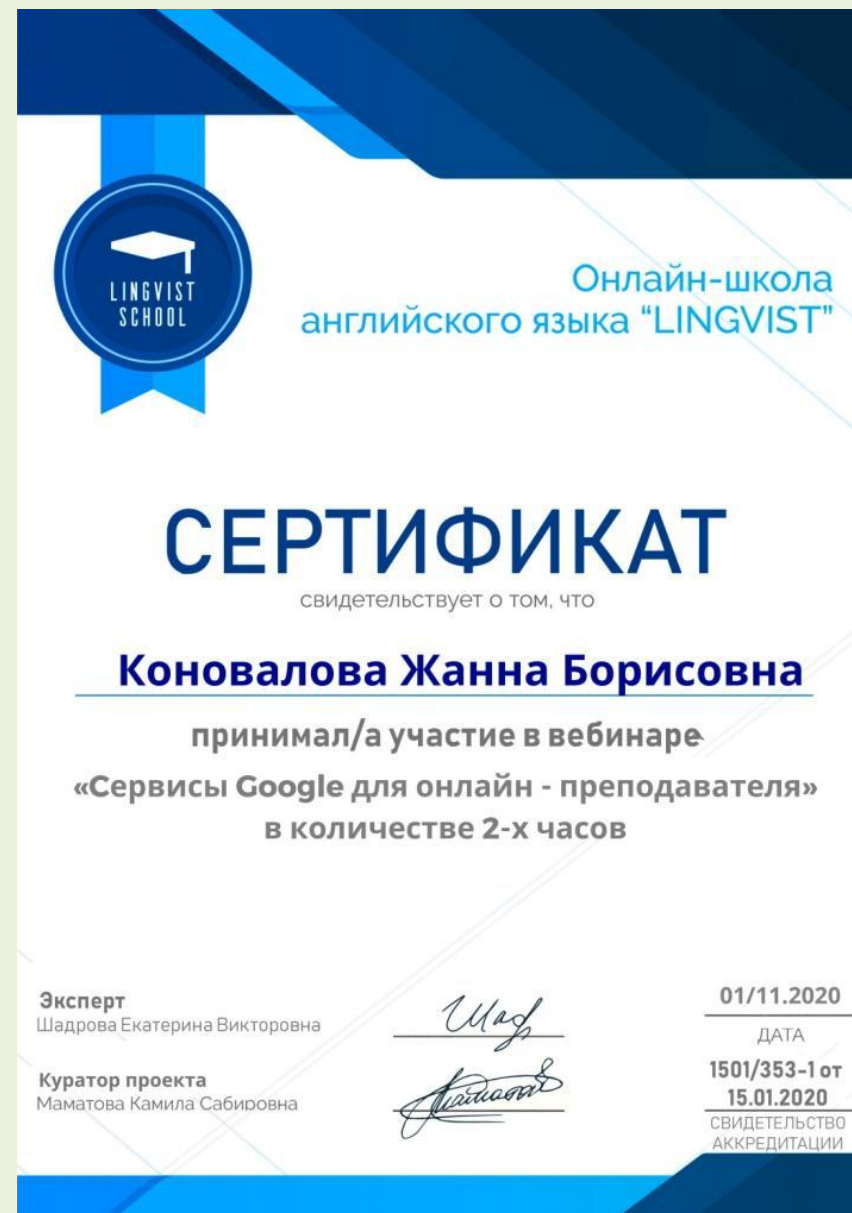 LINGVIST
SCHOOL
Онлайн-школа
английского языка “LINGVIST”
СЕРТИФИКАТ
свидетельствует о том, что
Коновалова Жанна Борисовна
принимал/а участие в вебинаре
«Сервисы Google для онлайн - преподавателя»
в количестве 2-х часов
Эксперт
Шадрова Екатерина Викторовна
Куратор проекта
Маматова Камила Сабировна
01/11.2020
ДАТА
1501/353-1 от
15.01.2020
СВИДЕТЕЛЬСТВО
АККРЕДИТАЦИИ